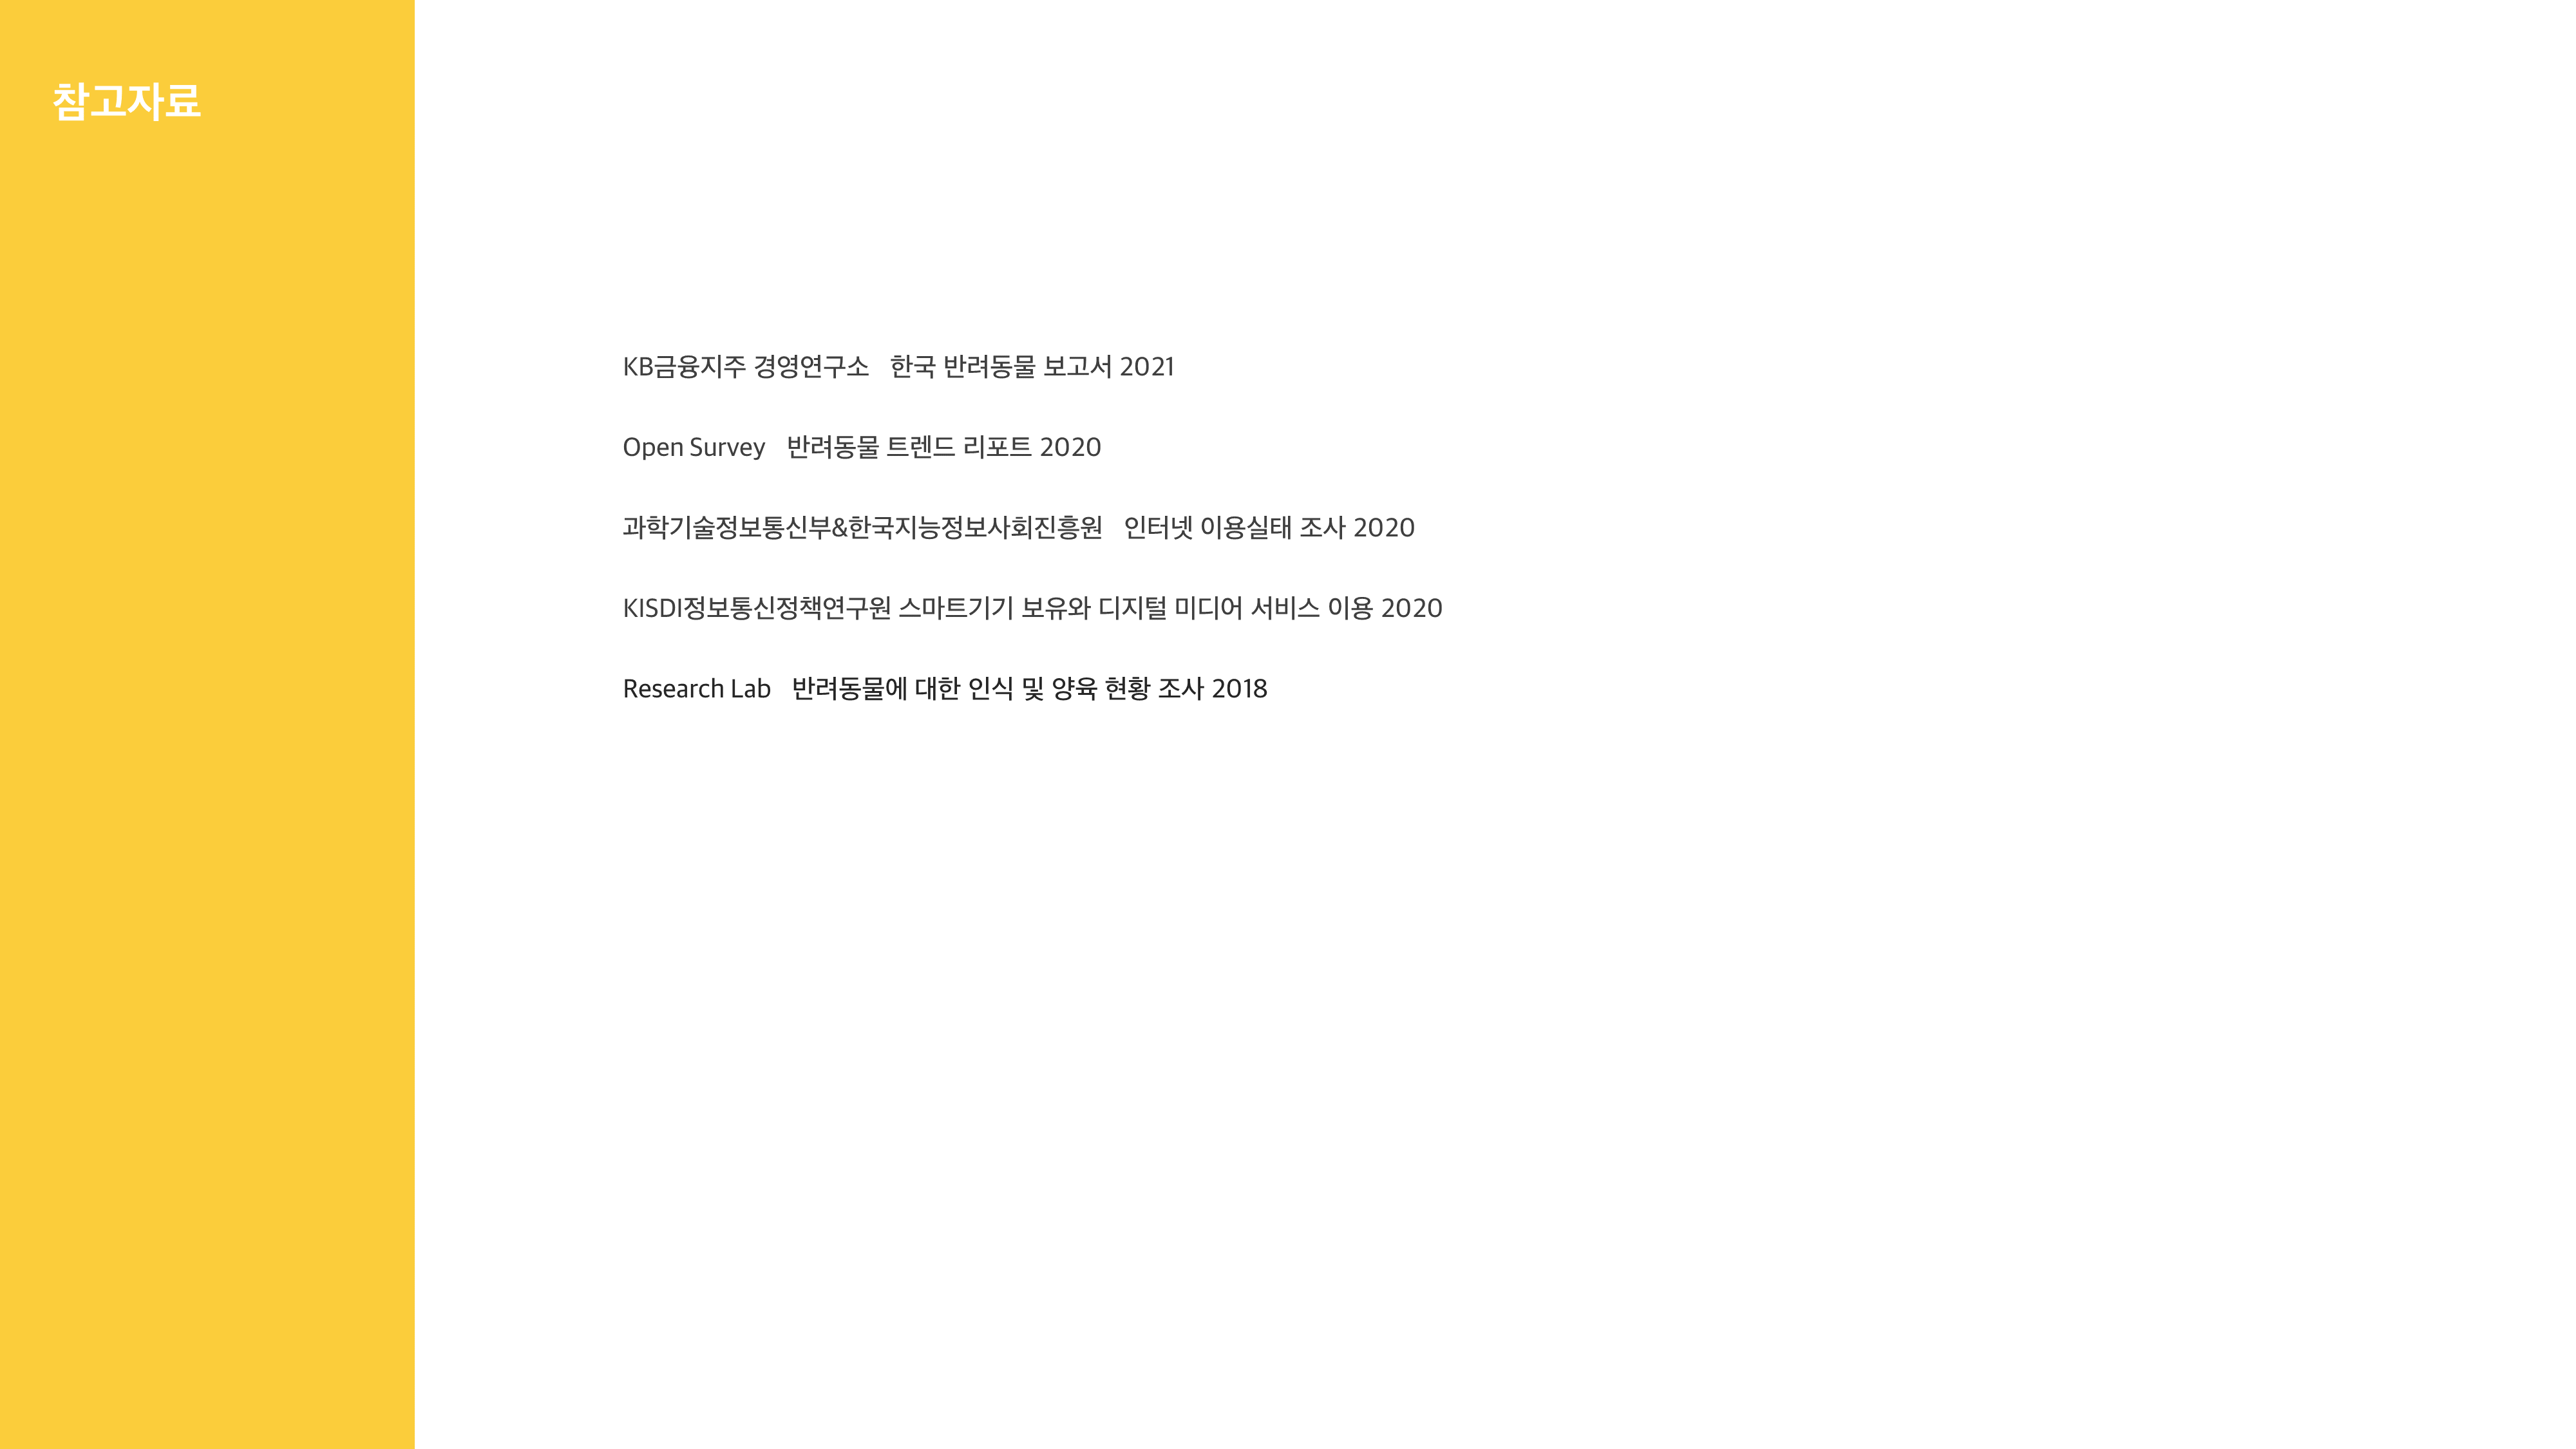 참고자료
KB금융지주 경영연구소 한국 반려동물 보고서 2021
Open Survey 반려동물 트렌드 리포트 2020
과학기술정보통신부&한국지능정보사회진흥원 인터넷 이용실태 조사 2020
KISDI정보통신정책연구원 스마트기기 보유와 디지털 미디어 서비스 이용 2020
Research Lab 반려동물에 대한 인식 및 양육 현황 조사 2018